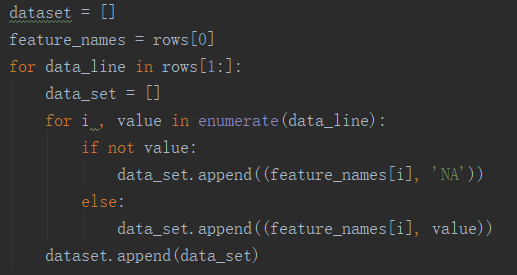 dataset = []
feature_names = rows[0]
for data_line in rows[1:]:
    data_set = []
    for i , value in enumerate(data_line):
        if not value:
            data_set.append((feature_names[i], 'NA'))
        else:
            data_set.append((feature_names[i], value))
    dataset.append(data_set)